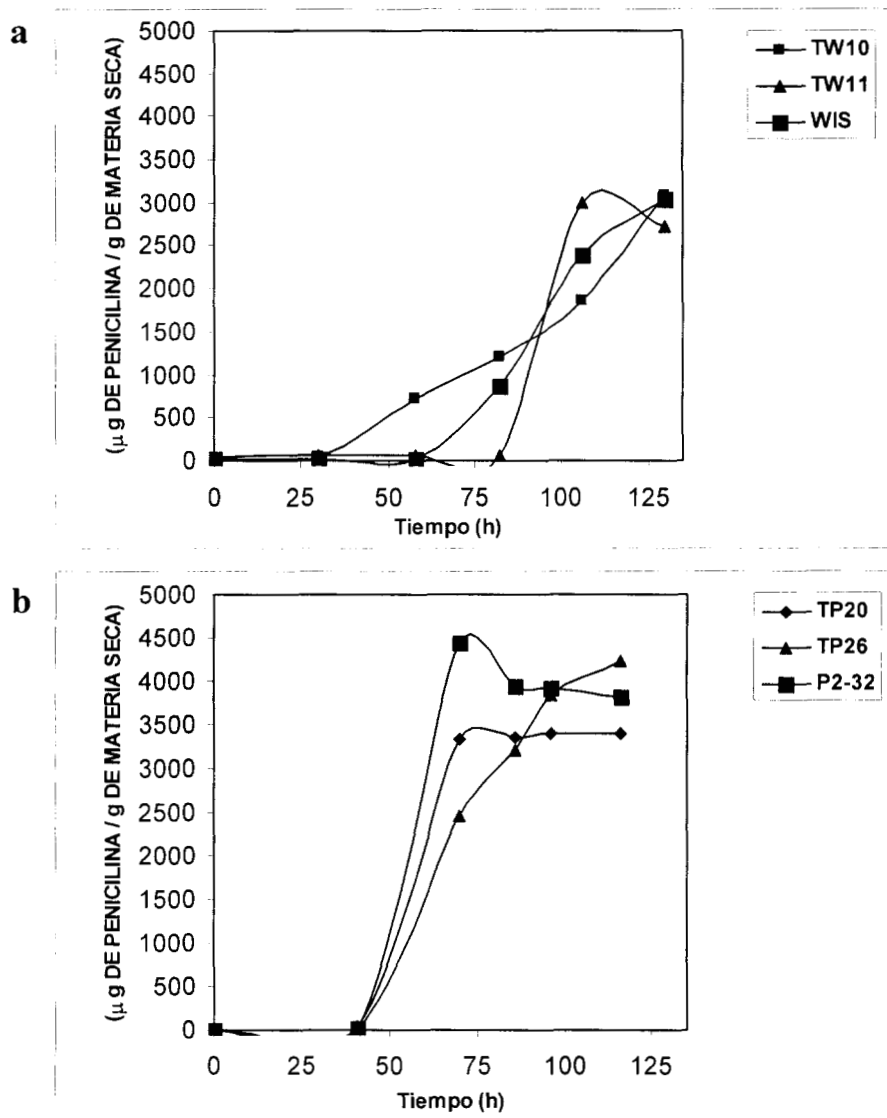 a
(µ g DE PENICILINA / g DE MATERIA SECA)
5000
4500
4000
3500
3000
2500
2000
1500
1000
500
0
0 25 50 75 100 125
Tiempo (h)
TW10
TW11
WIS
b
(µ g DE PENICILINA / g DE MATERIA SECA)
5000
4500
4000
3500
3000
2500
2000
1500
1000
500
0
0 25 50 75 100 125
Tiempo (h)
TP20
TP26
P2-32